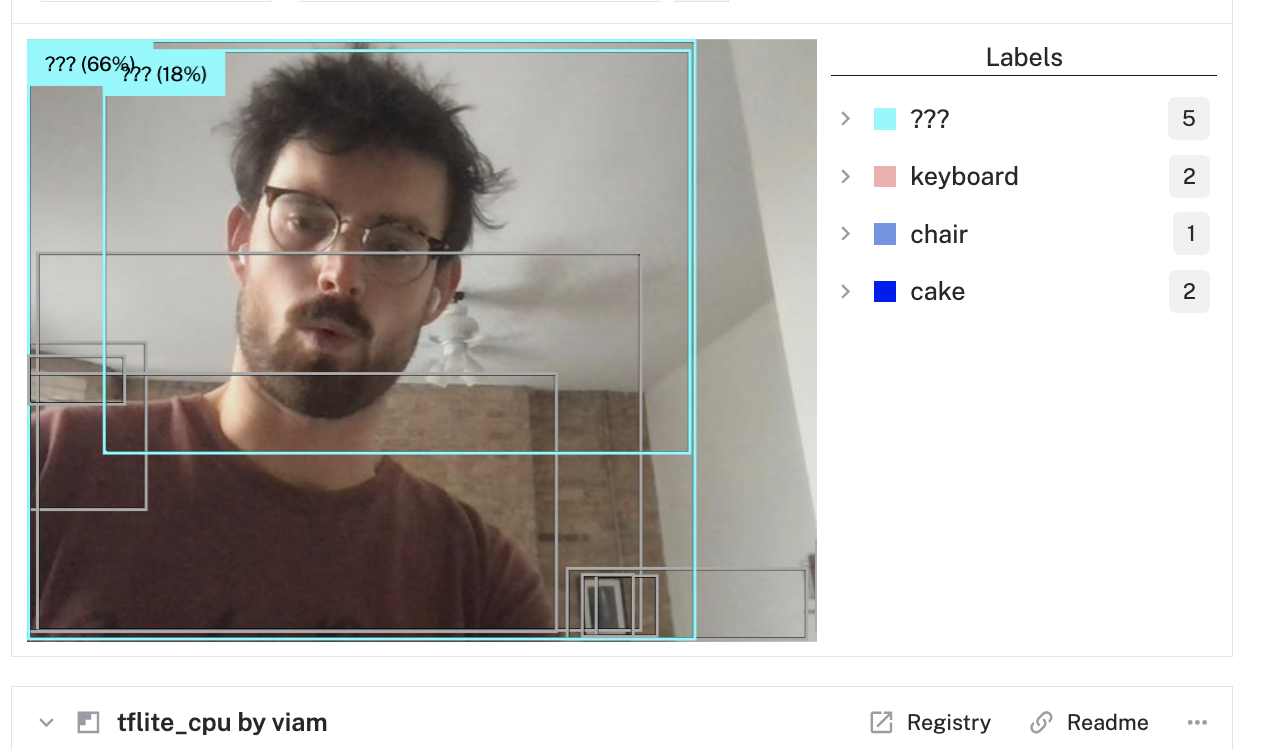 ??? (66%)
??? (18%)
Labels
??? 5
keyboard 2
chair 1
cake 2
tflite_cpu by viam Registry Readme